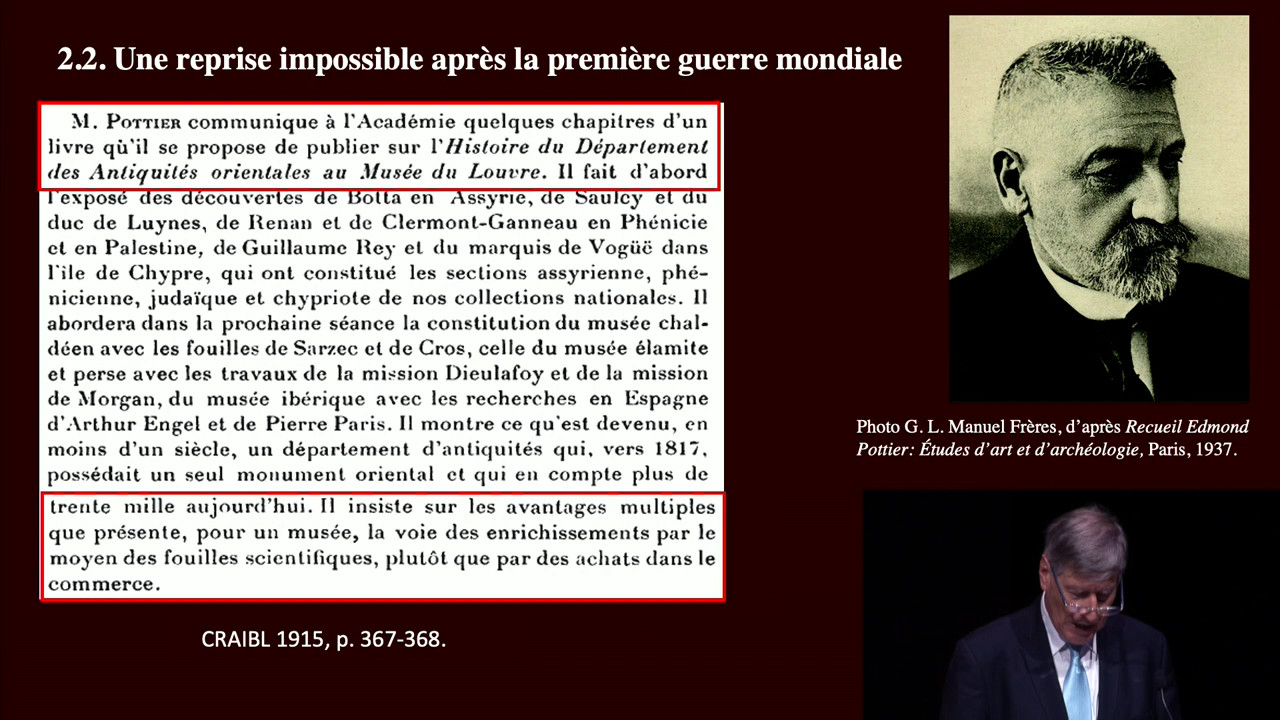 2.2. Une reprise impossible après la première guerre mondiale
M. POTTIER communique à l'Académie quelques chapitres d'un
livre qù'il se propose de publier sur l'Histoire du Département
des Antiquités orientales au Musée du Louvre. Il fait d'abord
l'exposé des découvertes de Botta en Assyrie, de Saulcy et du
duc de Luynes, de Renan et de Clermont-Ganneau en Phénicie
et en Palestine, de Guillaume Rey et du marquis de Vogüé dans
l'île de Chypre, qui ont constitué les sections assyrienne, phé-
nicienne, judaïque et chypriote de nos collections nationales. Il
abordera dans la prochaine séance la constitution du musée chal-
déen avec les fouilles de Sarzec et de Cros, celle du musée élamite
et perse avec les travaux de la mission Dieulafoy et de la mission
de Morgan, du musée ibérique avec les recherches en Espagne
d'Arthur Engel et de Pierre Paris. Il montre ce qu'est devenu, en
moins d'un siècle, un département d'antiquités qui, vers 1817,
possédait un seul monument oriental et qui en compte plus de
trente mille aujourd'hui. Il insiste sur les avantages multiples
que présente, pour un musée, la voie des enrichissements par le
moyen des fouilles scientifiques, plutôt que par des achats dans le
commerce.
CRAIBL 1915, p. 367-368.
Photo G. L. Manuel Frères, d'après Recueil Edmond
Pottier: Études d'art et d'archéologie, Paris, 1937.